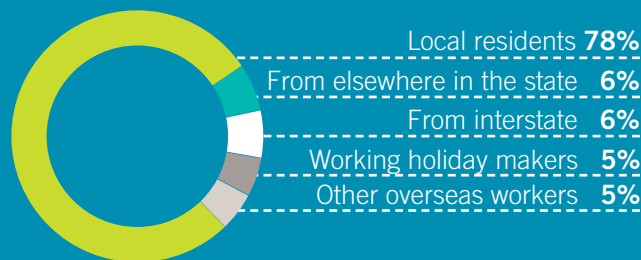 Local residents 78%
From elsewhere in the state 6%
From interstate 6%
Working holiday makers 5%
Other overseas workers 5%